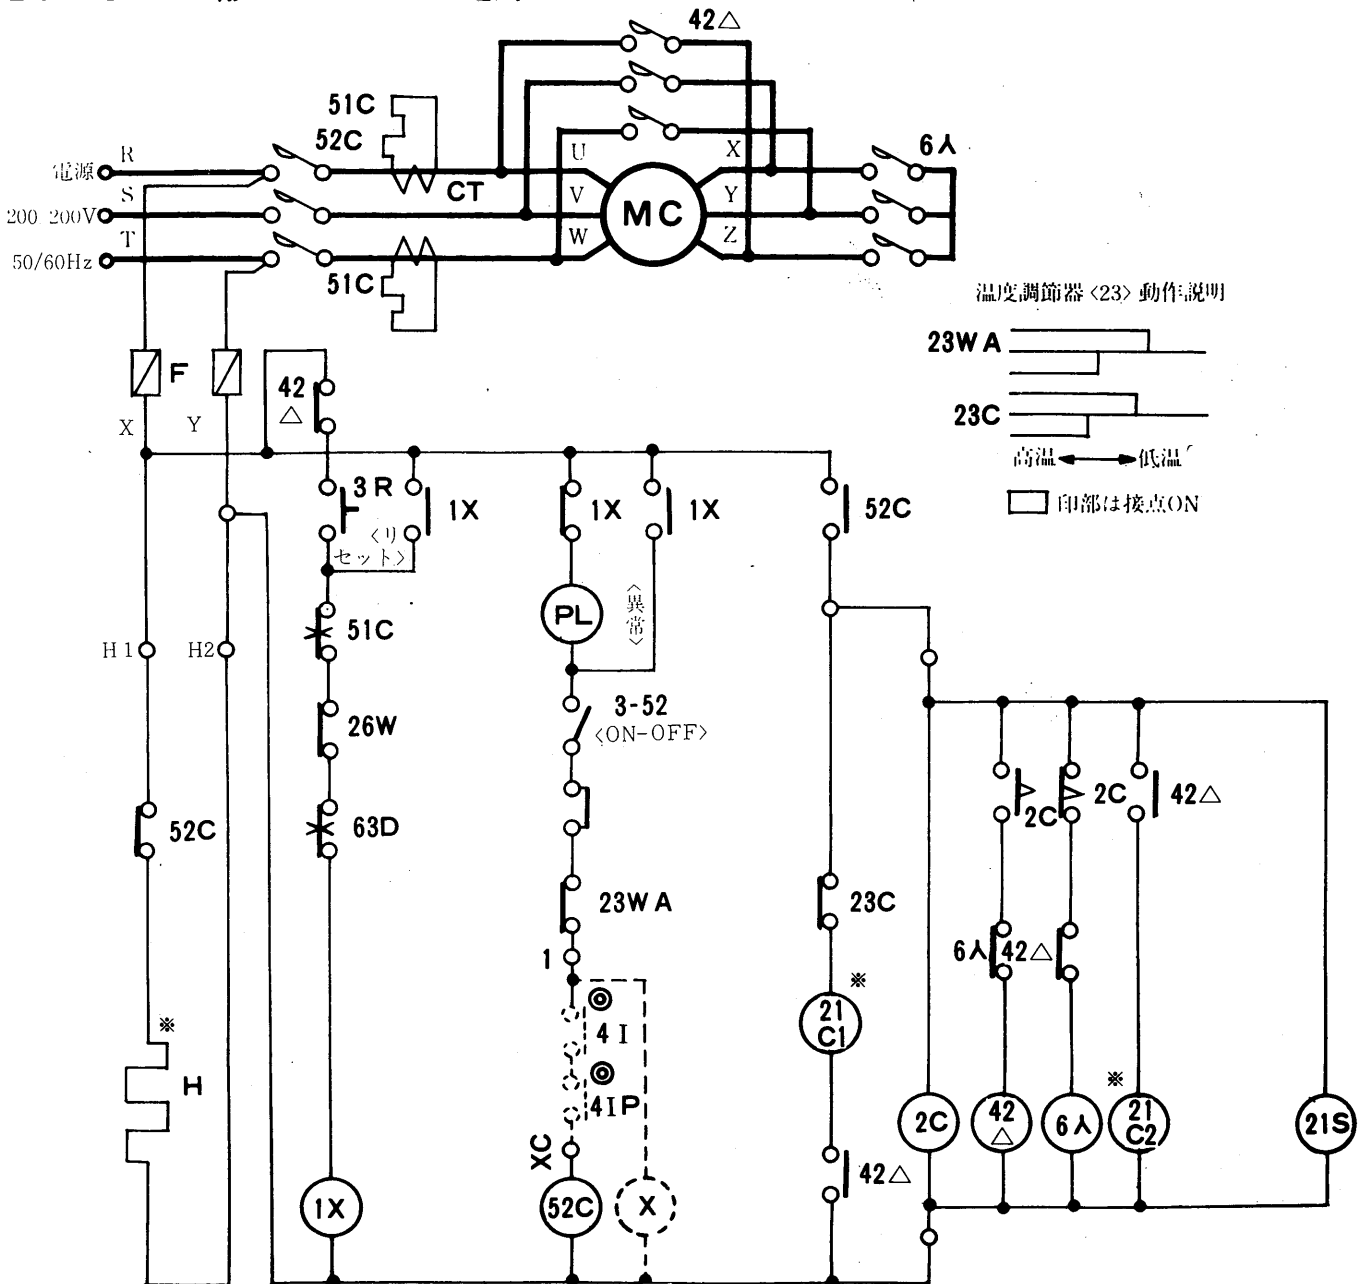 42△
51C
52C
6人
R
電源
U
X
CT
S
V
MC
Y
200 200V
T
W
Z
50/60Hz
51C
温度調節器〈23〉動作説明
23WA
F
42
△
23C
X
Y
高温 ◀▶ 低温
3R
1X
1X
1X
52C
印部は接点ON
〈リ
セット〉
PL
〈異常〉
51C
H1
H2
3-52
〈ON-OFF〉
26W
2C
2C
42△
52C
63D
23WA
23C
6人
42△
1
※
◎
21
C1
4I
※
◎
※
H
4IP
2C
42
△
6人
21
C2
21S
XC
42△
1X
52C
X